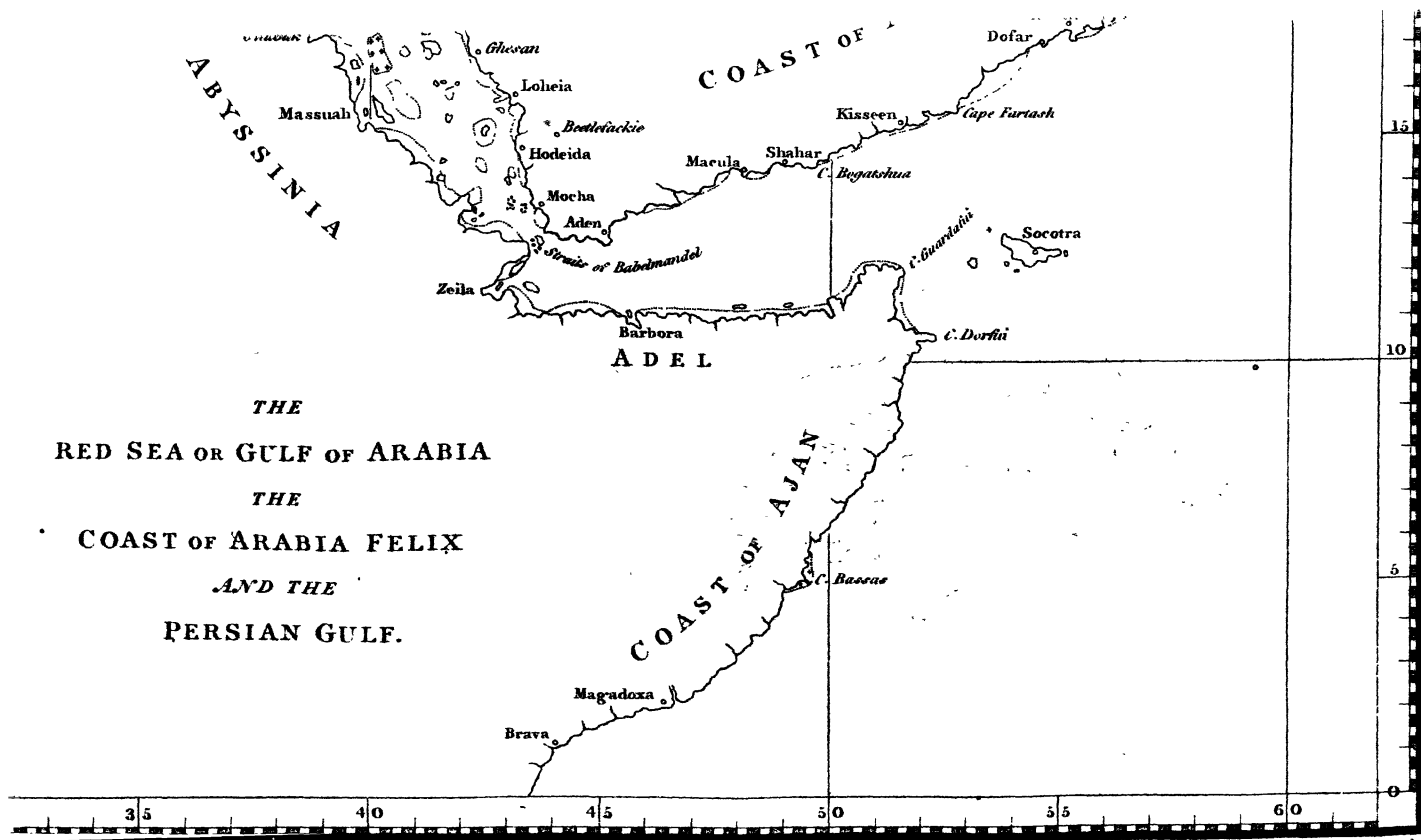 Ghesan
COAST OF
Dofar
ABYSSINIA
Loheia
Massuah
Kisseen
Cape Fartash
Beetlefackie
15
Hodeida
Macula
Shahar
C. Bogatshua
Mocha
Aden
C. Guardafui
Socotra
Straits of Babelmandel
Zeila
Barbora
C. Dorfui
ADEL
10
THE
RED SEA OR GULF OF ARABIA
THE
COAST OF ARABIA FELIX
AND THE
PERSIAN GULF.
COAST OF AJAN
5
C. Bassas
Magadoxa
Brava
0
35 40 45 50 55 60